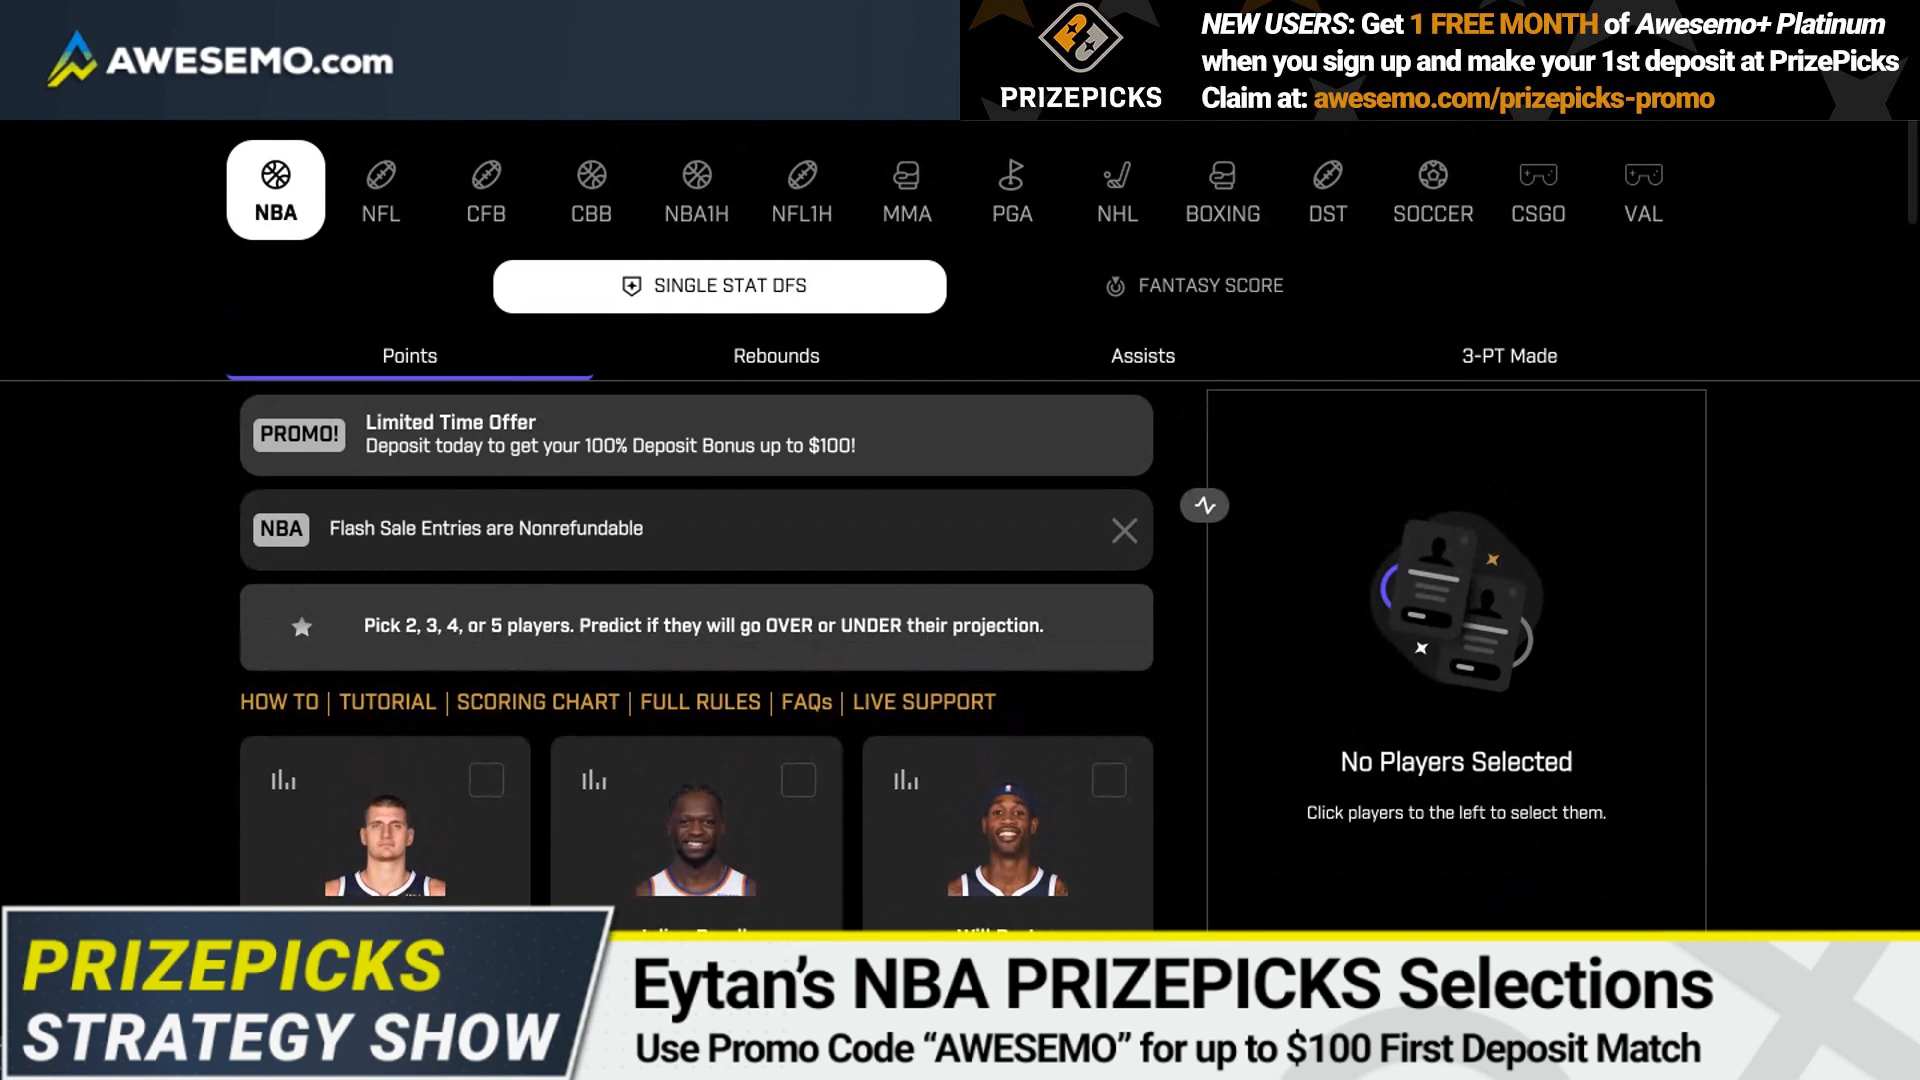 AWESEMO.com
PRIZEPICKS
NEW USERS: Get 1 FREE MONTH of Awesemo+ Platinum
when you sign up and make your 1st deposit at PrizePicks
Claim at: awesemo.com/prizepicks-promo
NBA NFL CFB CBB NBA1H NFL1H MMA PGA NHL BOXING DST SOCCER CSGO VAL
SINGLE STAT DFS FANTASY SCORE
Points Rebounds Assists 3-PT Made
PROMO!
Limited Time Offer
Deposit today to get your 100% Deposit Bonus up to $100!
NBA Flash Sale Entries are Nonrefundable
Pick 2, 3, 4, or 5 players. Predict if they will go OVER or UNDER their projection.
HOW TO | TUTORIAL | SCORING CHART | FULL RULES | FAQs | LIVE SUPPORT
No Players Selected
Click players to the left to select them.
PRIZEPICKS
STRATEGY SHOW
Eytan's NBA PRIZEPICKS Selections
Use Promo Code “AWESEMO” for up to $100 First Deposit Match